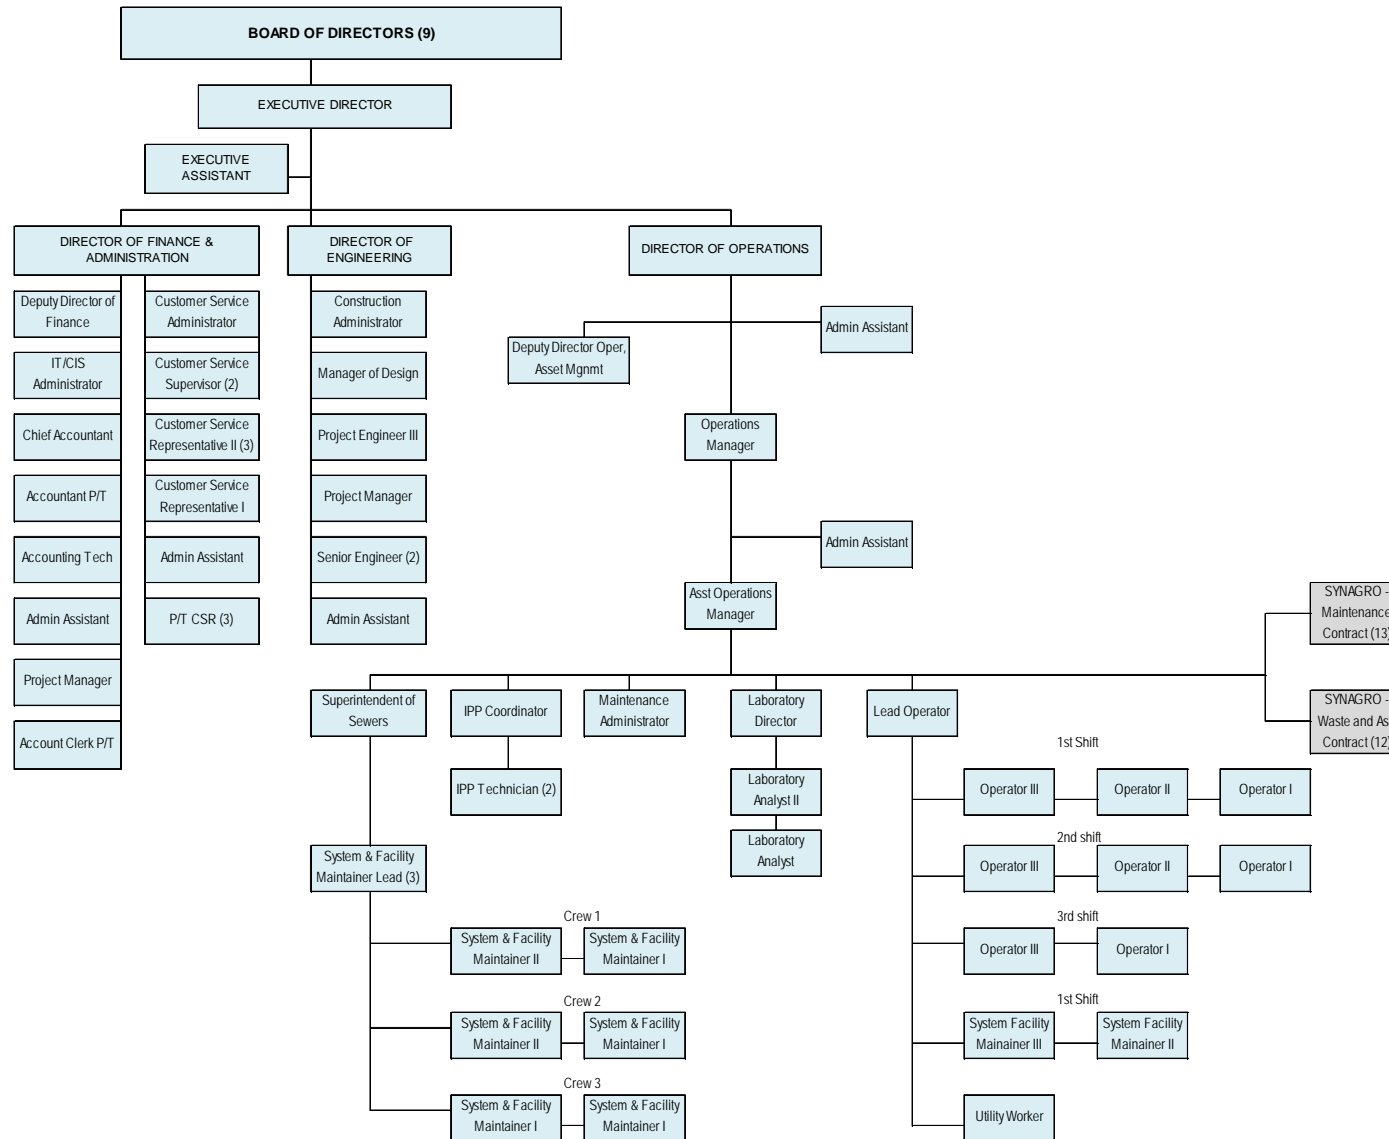 BOARD OF DIRECTORS (9)
EXECUTIVE DIRECTOR
EXECUTIVE
ASSISTANT
DIRECTOR OF FINANCE &
ADMINISTRATION
DIRECTOR OF
ENGINEERING
DIRECTOR OF OPERATIONS
Deputy Director of
Finance
IT/CIS
Administrator
Chief Accountant
Accountant P/T
Accounting Tech
Admin Assistant
Project Manager
Account Clerk P/T
Customer Service
Administrator
Customer Service
Supervisor (2)
Customer Service
Representative II (3)
Customer Service
Representative I
Admin Assistant
P/T CSR (3)
Construction
Administrator
Manager of Design
Project Engineer III
Project Manager
Senior Engineer (2)
Admin Assistant
Admin Assistant
Deputy Director Oper,
Asset Mgnmt
Operations
Manager
Admin Assistant
Asst Operations
Manager
SYNAGRO -
Maintenance
Contract (13)
SYNAGRO -
Waste and As
Contract (12)
Superintendent of
Sewers
IPP Coordinator
Maintenance
Administrator
Laboratory
Director
Lead Operator
IPP Technician (2)
Laboratory
Analyst II
Laboratory
Analyst
System & Facility
Maintainer Lead (3)
Crew 1
System & Facility
Maintainer II
System & Facility
Maintainer I
Crew 2
System & Facility
Maintainer II
System & Facility
Maintainer I
Crew 3
System & Facility
Maintainer I
System & Facility
Maintainer I
1st Shift
Operator III
Operator II
Operator I
2nd shift
Operator III
Operator II
Operator I
3rd shift
Operator III
Operator I
1st Shift
System Facility
Mainainer III
System Facility
Mainainer II
Utility Worker